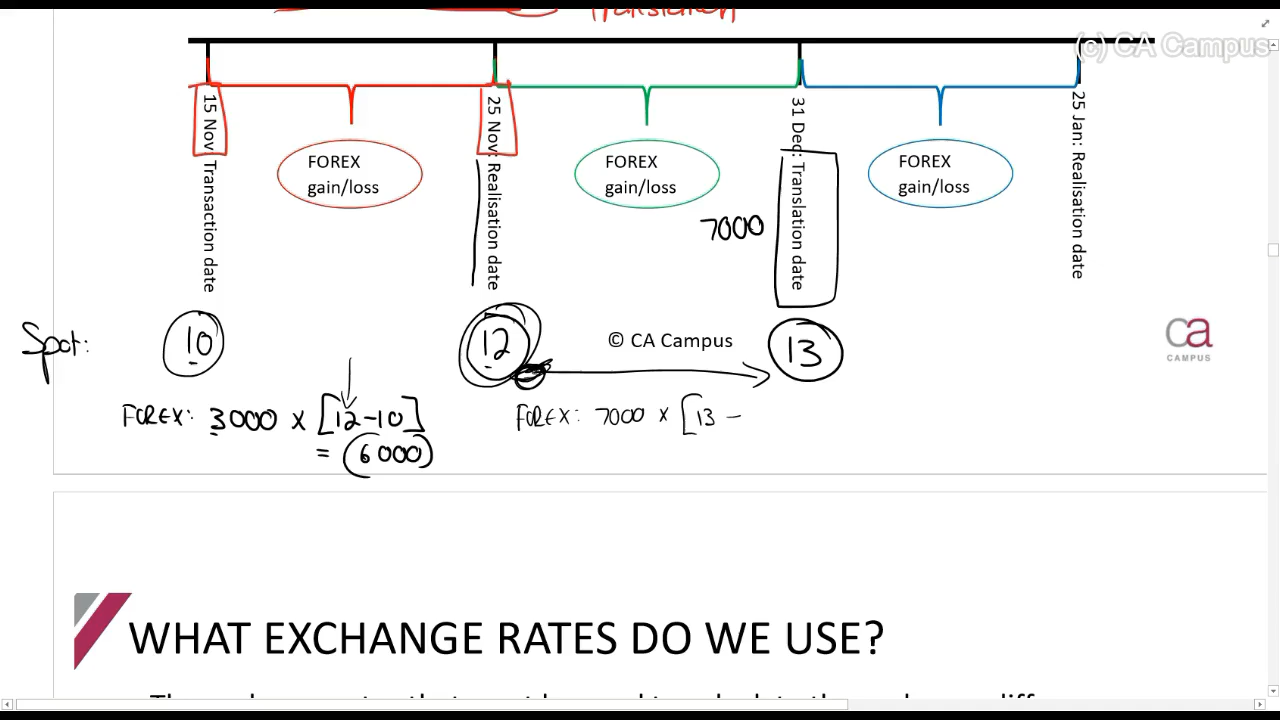 Translation
(c) CA Campus
15 Nov: Transaction date
25 Nov: Realisation date
31 Dec: Translation date
25 Jan: Realisation date
FOREX
gain/loss
FOREX
gain/loss
FOREX
gain/loss
7000
Spot:
10
12
© CA Campus
13
ca
CAMPUS
FOREX: 3000 × [12-10]
= (6000)
FOREX: 7000 × [13 -
WHAT EXCHANGE RATES DO WE USE?